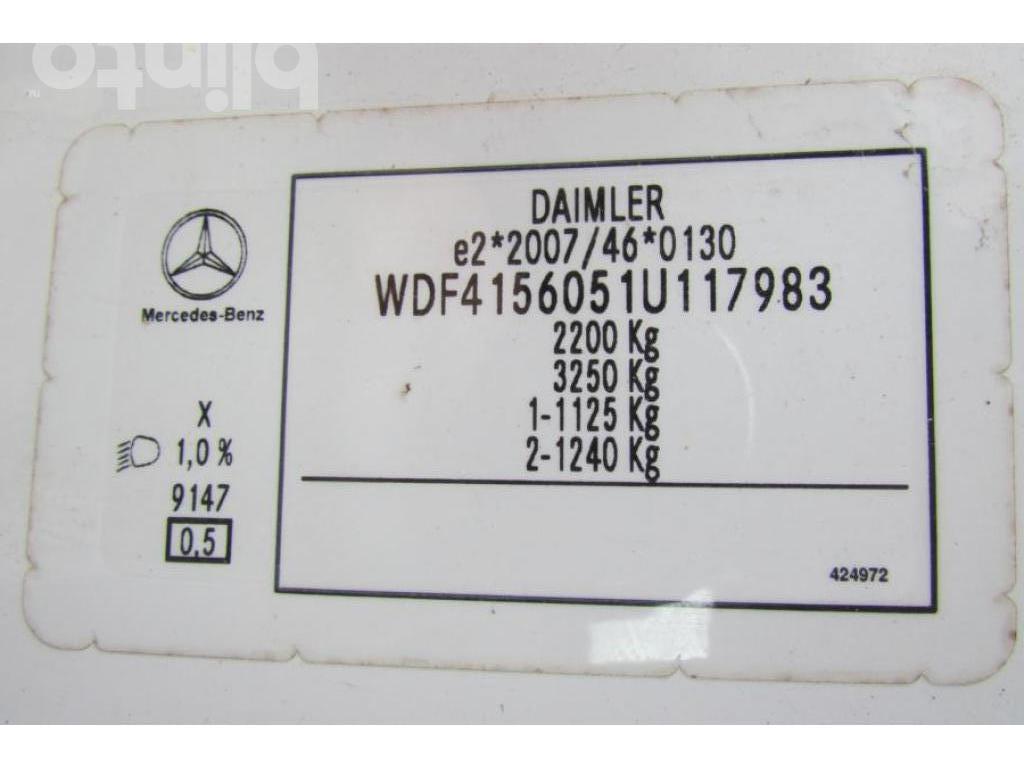 blinto
TM
DAIMLER
e2*2007/46*0130
WDF4156051U117983
2200 Kg
3250 Kg
1-1125 Kg
2-1240 Kg
Mercedes-Benz
X
1,0 %
9147
0,5
424972